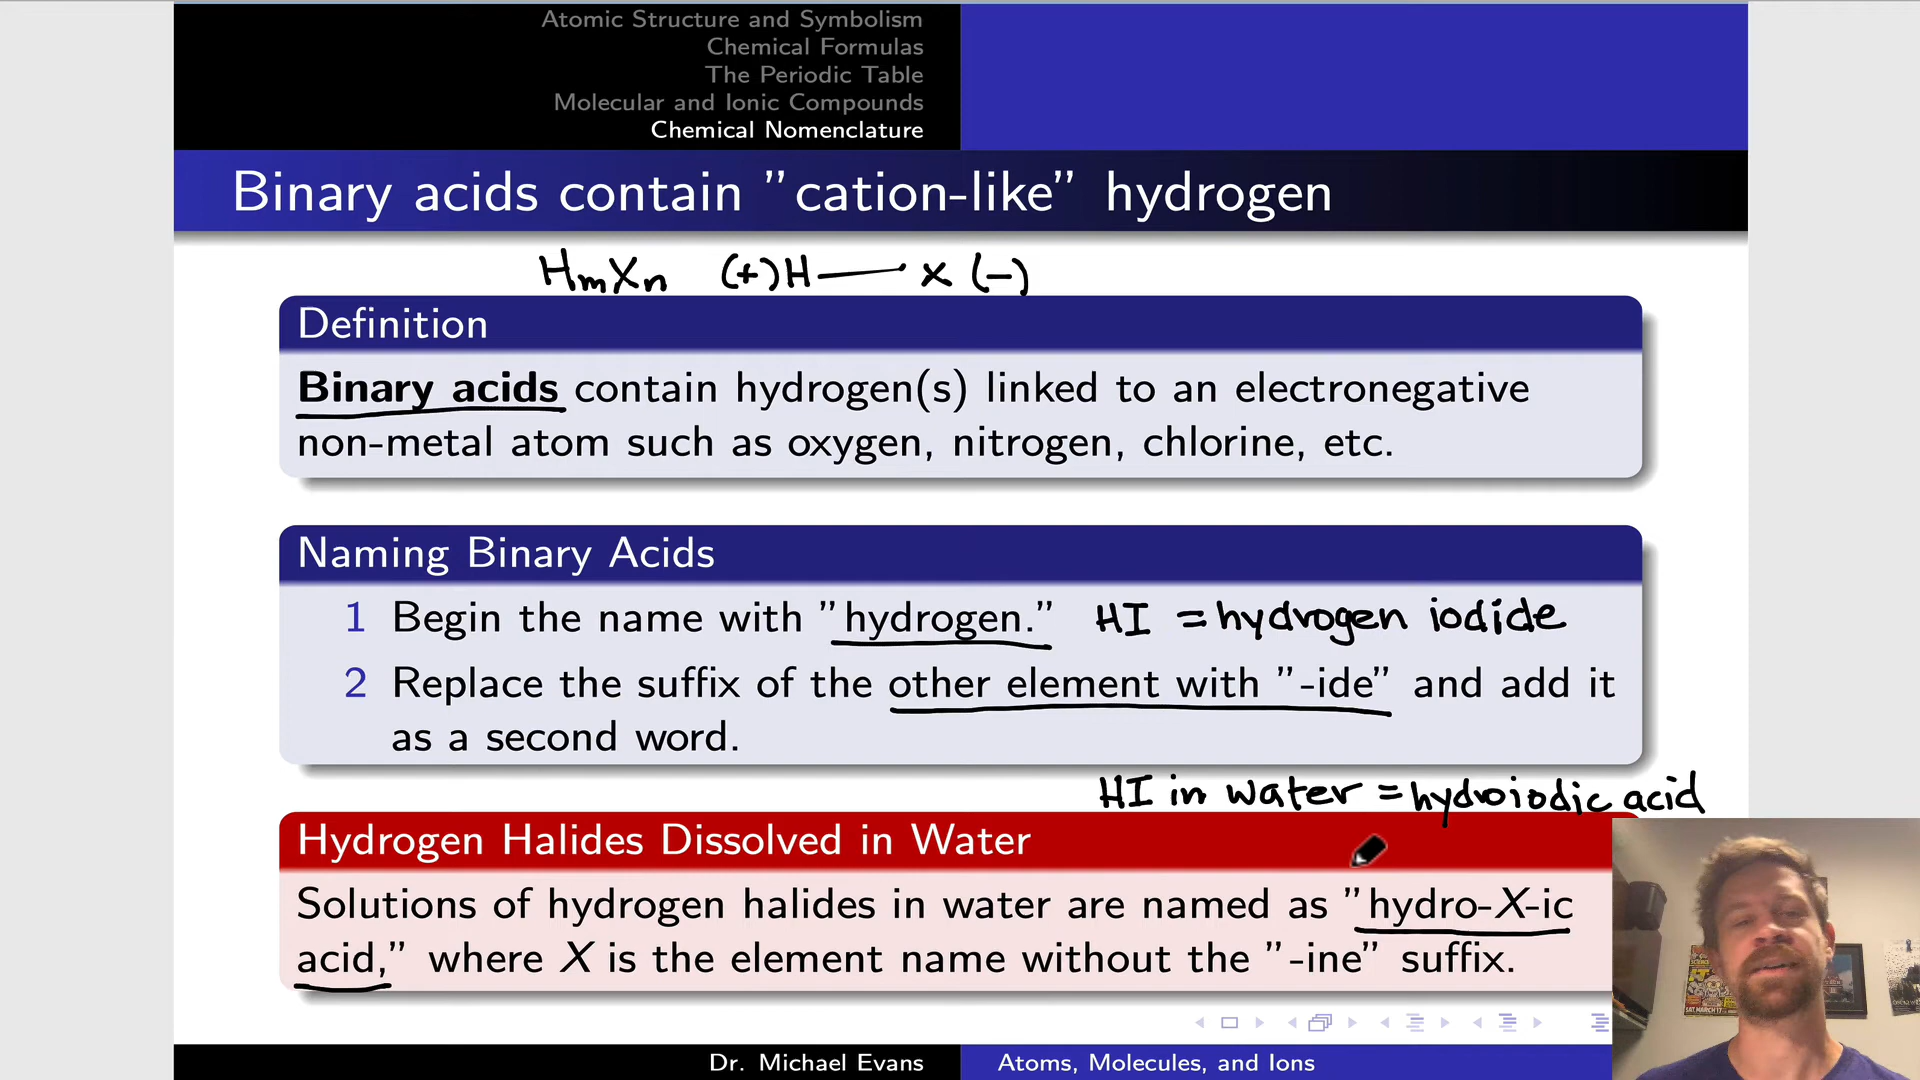 Atomic Structure and Symbolism
Chemical Formulas
The Periodic Table
Molecular and Ionic Compounds
Chemical Nomenclature
Binary acids contain "cation-like" hydrogen
HmXn (+)H—x (-)
Definition
Binary acids contain hydrogen(s) linked to an electronegative
non-metal atom such as oxygen, nitrogen, chlorine, etc.
Naming Binary Acids
1 Begin the name with "hydrogen." HI = hydrogen iodide
2 Replace the suffix of the other element with "-ide" and add it
as a second word.
HI in water = hydroiodic acid
Hydrogen Halides Dissolved in Water
Solutions of hydrogen halides in water are named as "hydro-X-ic
acid," where X is the element name without the "-ine" suffix.
Dr. Michael Evans Atoms, Molecules, and Ions